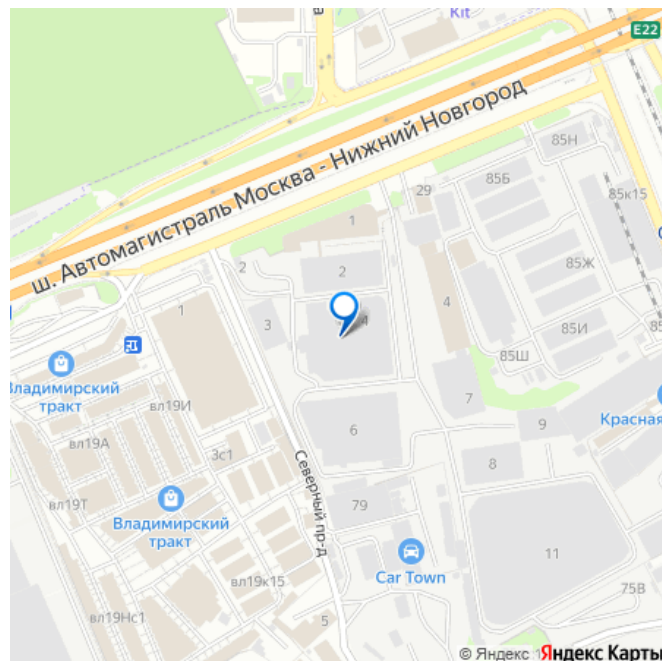 Kit
E22
ш. Автомагистраль Москва - Нижний Новгород
85Н
85Б
85к15
29
1
2
2
85Ж
4
3
1
85И
85Ш
Владимирский
тракт
вл19И
7
Красная
6
9
вл19А
3с1
8
вл19Т
Северный пр-д
79
Владимирский
тракт
11
Car Town
вл19к15
75В
вл19Нс1
5
© Яндекс
Яндекс Карты